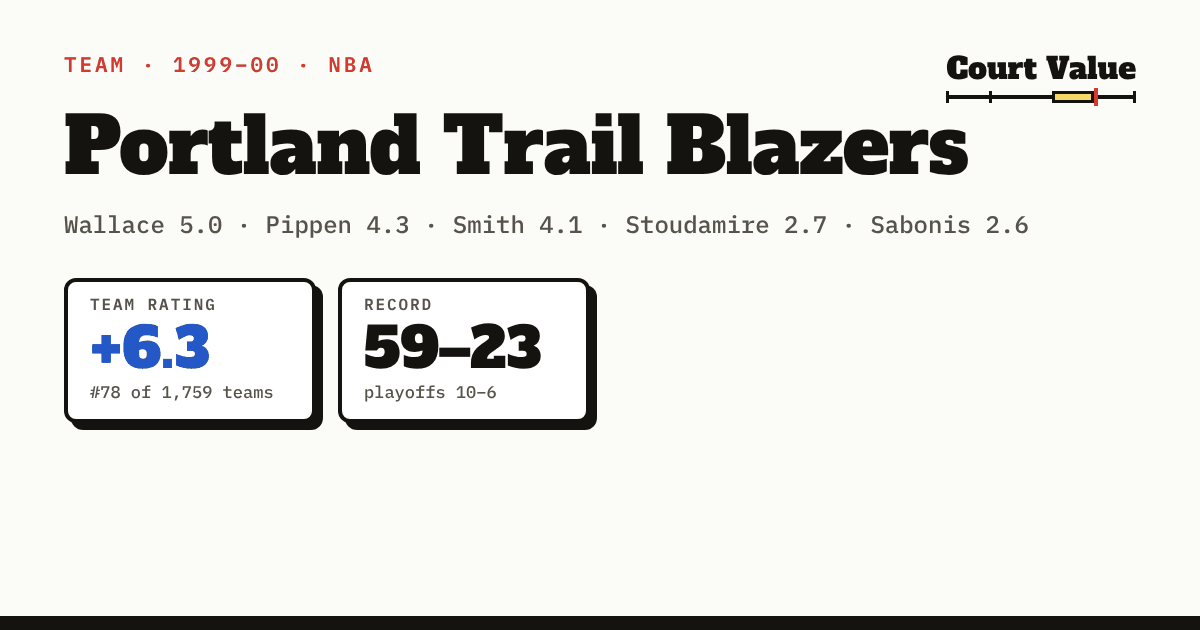 TEAM · 1999–00 · NBA
Court Value
Portland Trail Blazers
Wallace 5.0 · Pippen 4.3 · Smith 4.1 · Stoudamire 2.7 · Sabonis 2.6
TEAM RATING
+6.3
#78 of 1,759 teams
RECORD
59–23
playoffs 10–6